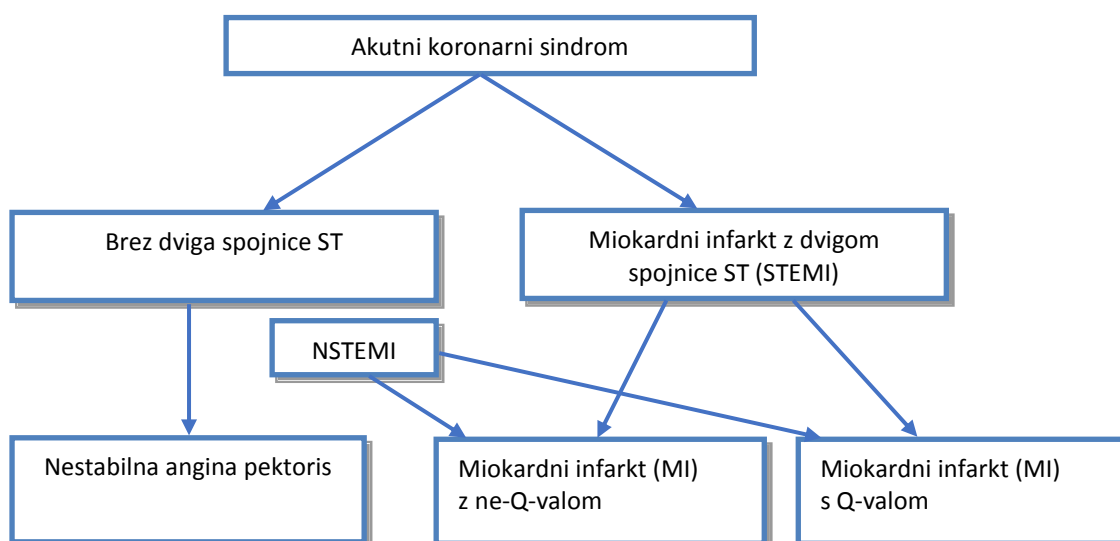 Akutni koronarni sindrom
Brez dviga spojnice ST
Miokardni infarkt z dvigom
spojnice ST (STEMI)
NSTEMI
Nestabilna angina pektoris
Miokardni infarkt (MI)
z ne-Q-valom
Miokardni infarkt (MI)
s Q-valom